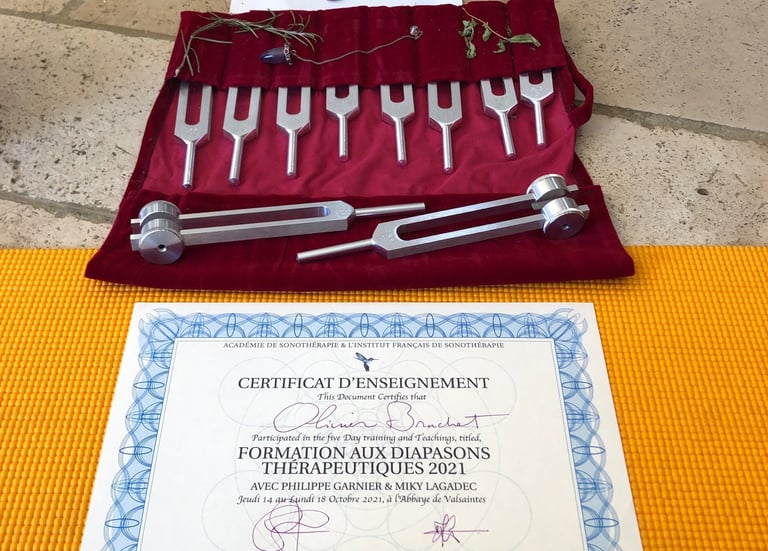 ACADÉMIE DE SONOTHÉRAPIE & L'INSTITUT FRANÇAIS DE SONOTHÉRAPIE
CERTIFICAT D'ENSEIGNEMENT
This Document Certifies that
Olivier Brachet
Participated in the five Day training and Teachings, titled,
FORMATION AUX DIAPASONS
THÉRAPEUTIQUES 2021
AVEC PHILIPPE GARNIER & MIKY LAGADEC
Jeudi 14 au Lundi 18 Octobre 2021, à l'Abbaye de Valsaintes